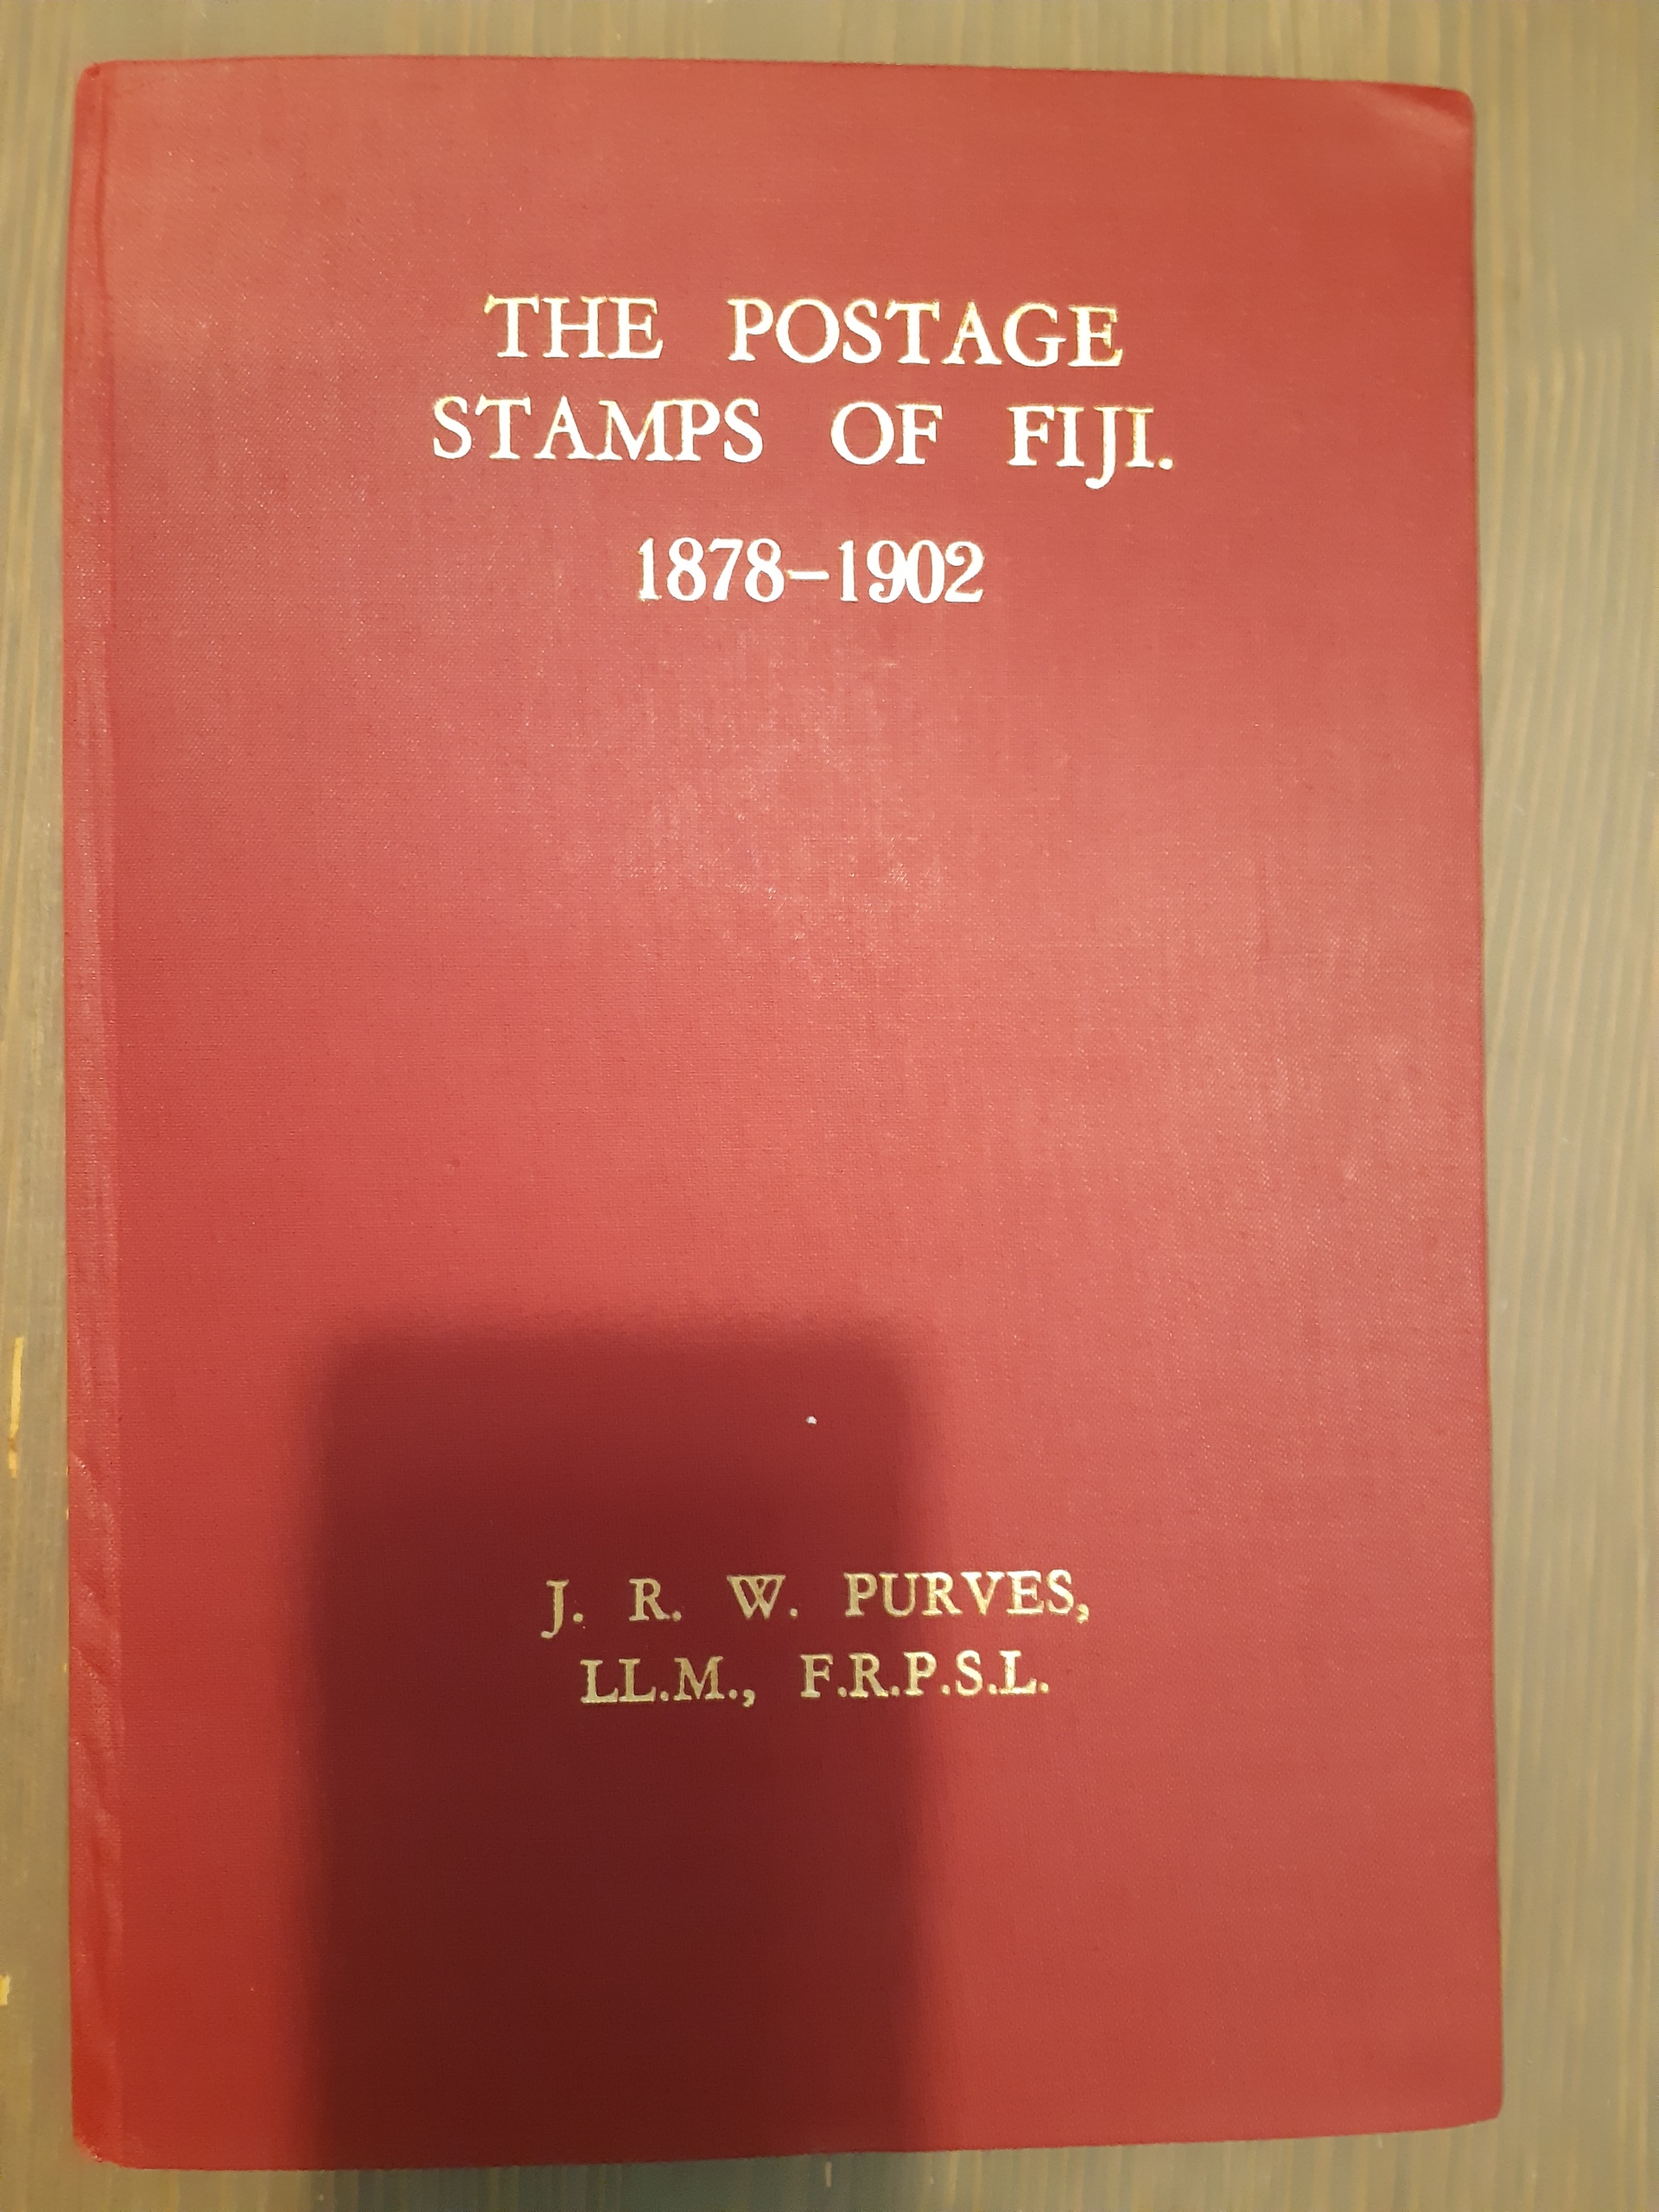 THE POSTAGE
STAMPS OF FIJI.
1878–1902
J. R. W. PURVES,
LL.M., F.R.P.S.L.